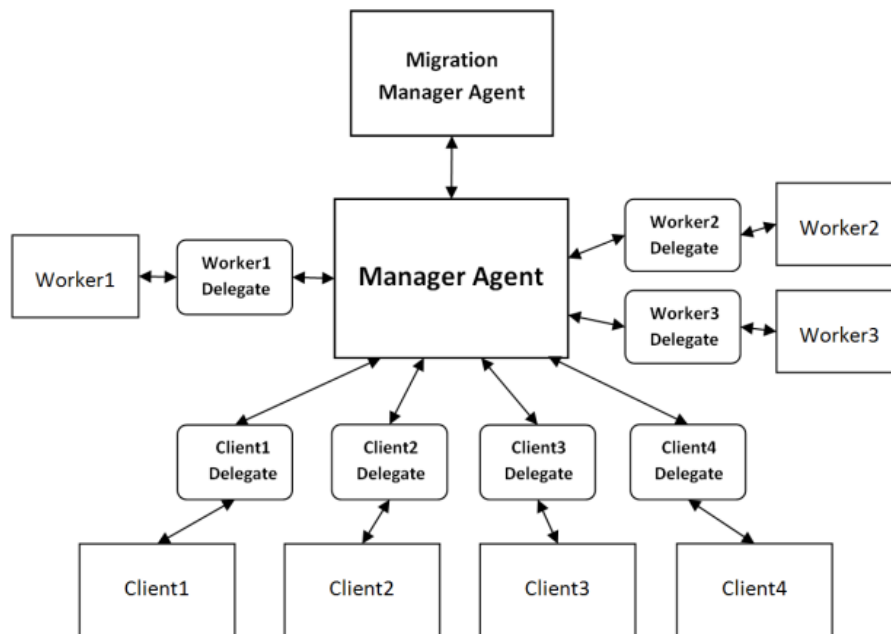 Migration
Manager Agent
Worker2
Delegate
Worker2
Worker1
Worker1
Delegate
Manager Agent
Worker3
Delegate
Worker3
Client1
Delegate
Client2
Delegate
Client3
Delegate
Client4
Delegate
Client1
Client2
Client3
Client4